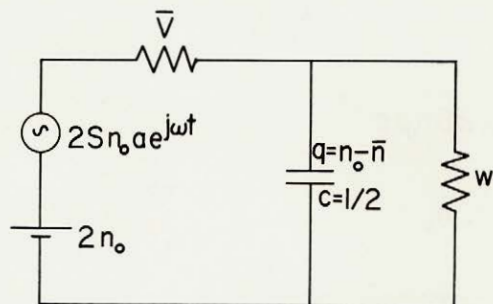 V̅
2Sn₀ae^{jωt}
q=n₀-n̅
c=1/2
w
2n₀